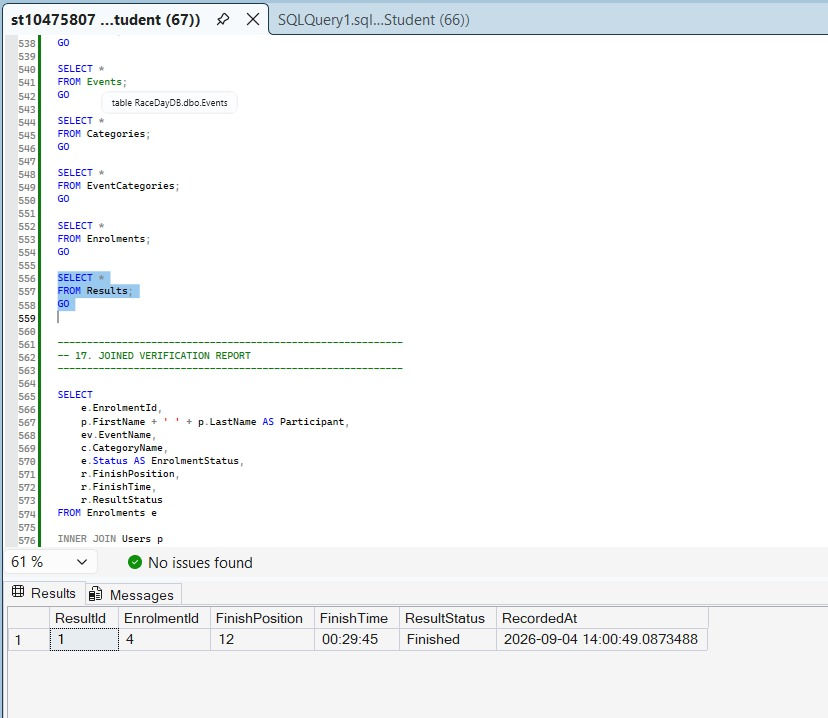 st10475807 ...tudent (67)) SQLQuery1.sql...Student (66))
538 GO
539
540 SELECT *
541 FROM Events;
542 GO
table RaceDayDB.dbo.Events
543
544 SELECT *
545 FROM Categories;
546 GO
547
548 SELECT *
549 FROM EventCategories;
550 GO
551
552 SELECT *
553 FROM Enrolments;
554 GO
555
556 SELECT *
557 FROM Results;
558 GO
559
560
561 ----------------------------------------------------------
562 -- 17. JOINED VERIFICATION REPORT
563 ----------------------------------------------------------
564
565 SELECT
566 e.EnrolmentId,
567 p.FirstName + ' ' + p.LastName AS Participant,
568 ev.EventName,
569 c.CategoryName,
570 e.Status AS EnrolmentStatus,
571 r.FinishPosition,
572 r.FinishTime,
573 r.ResultStatus
574 FROM Enrolments e
575
576 INNER JOIN Users p
61 % No issues found
Results Messages
ResultId EnrolmentId FinishPosition FinishTime ResultStatus RecordedAt
1 1 4 12 00:29:45 Finished 2026-09-04 14:00:49.0873488